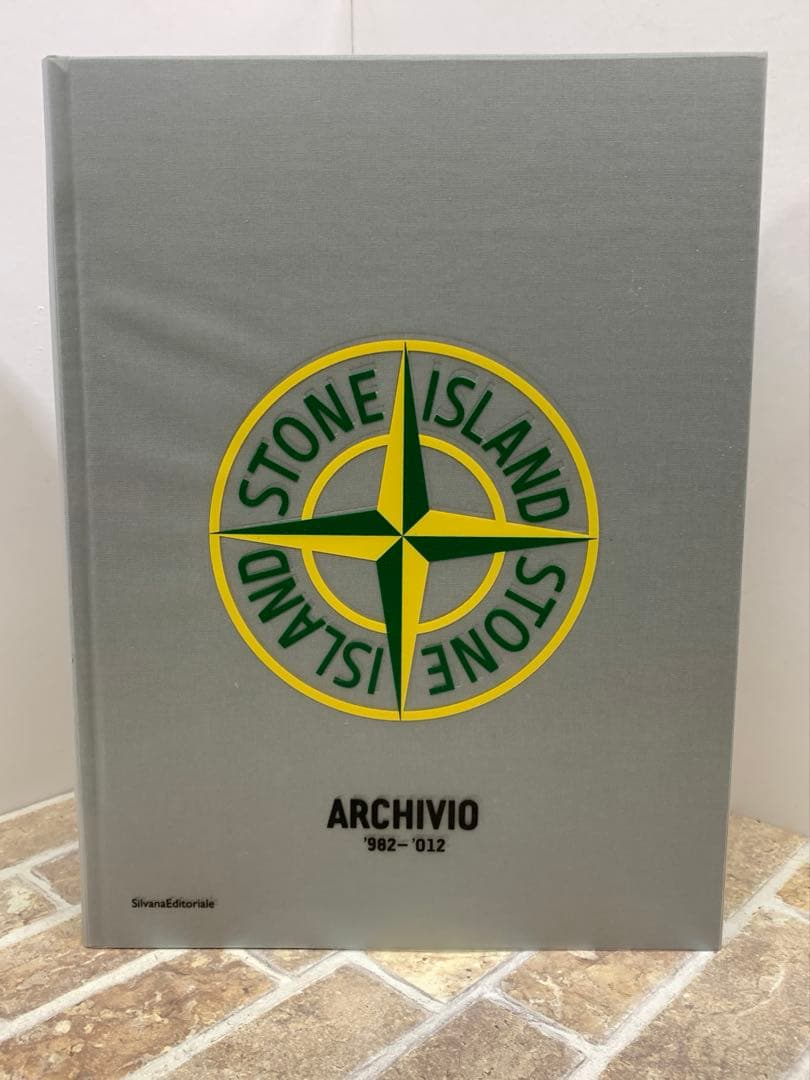 STONE ISLAND
STONE ISLAND
ARCHIVIO
'982–'012
SilvanaEditoriale